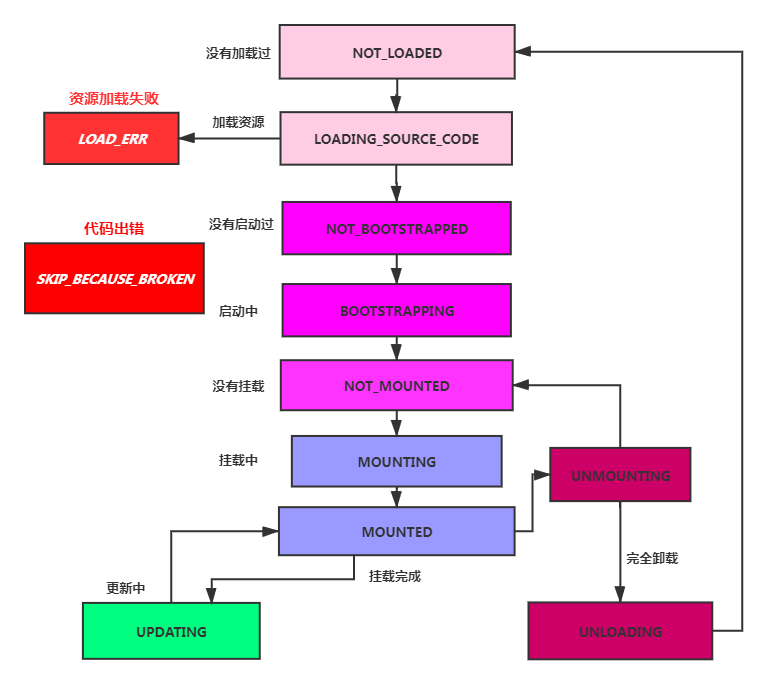 没有加载过
NOT_LOADED
资源加载失败
LOAD_ERR
加载资源
LOADING_SOURCE_CODE
没有启动过
NOT_BOOTSTRAPPED
代码出错
SKIP_BECAUSE_BROKEN
启动中
BOOTSTRAPPING
没有挂载
NOT_MOUNTED
挂载中
MOUNTING
UNMOUNTING
MOUNTED
完全卸载
挂载完成
更新中
UPDATING
UNLOADING